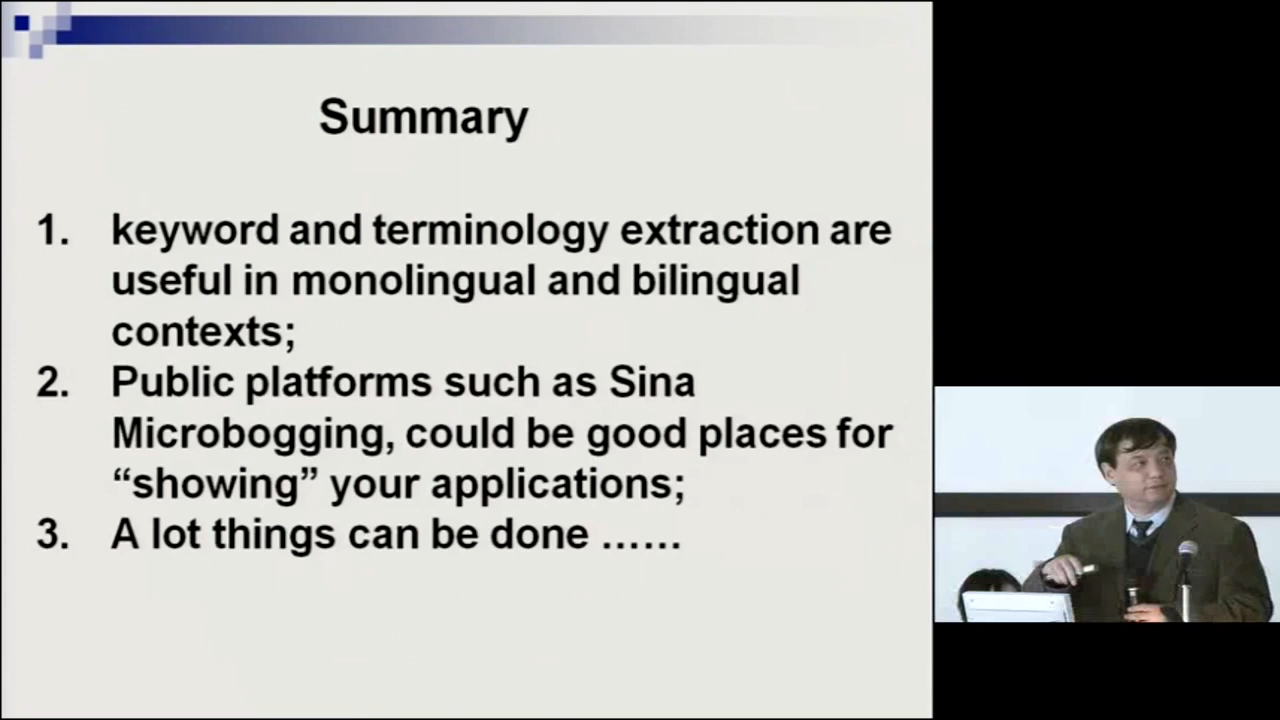 Summary
1. keyword and terminology extraction are
useful in monolingual and bilingual
contexts;
2. Public platforms such as Sina
Microbogging, could be good places for
“showing” your applications;
3. A lot things can be done ……